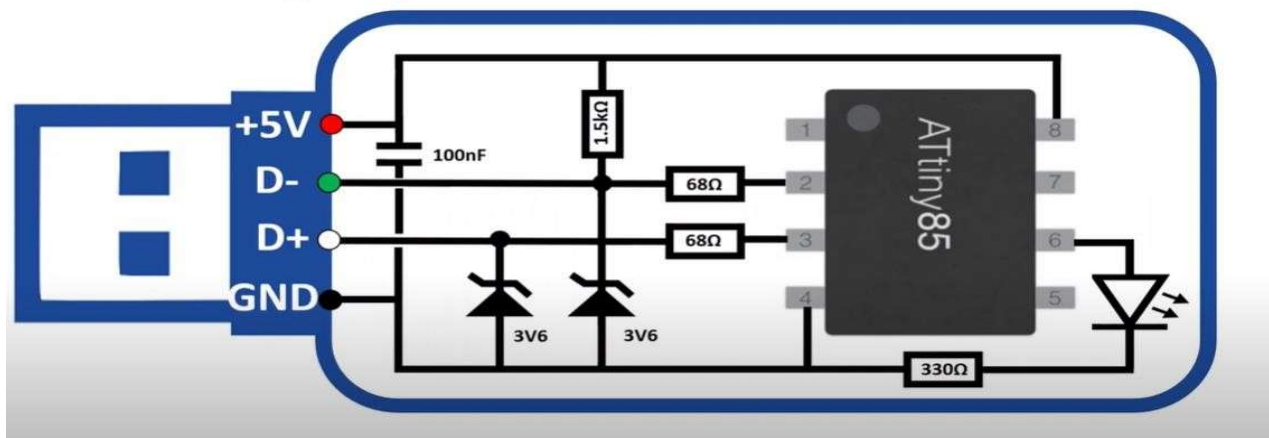 +5V
D-
D+
GND
100nF
1.5kΩ
68Ω
68Ω
3V6
3V6
ATtiny85
1
2
3
4
8
7
6
5
330Ω